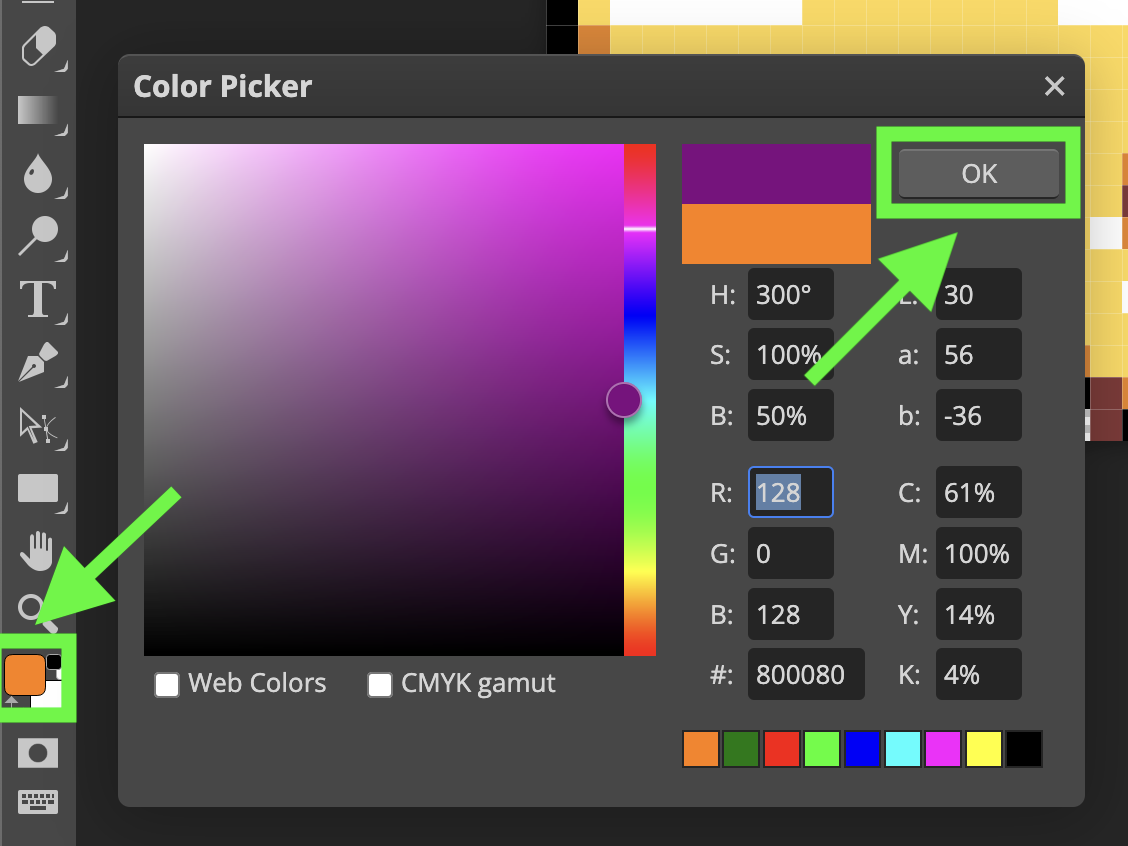 Color Picker
OK
H: 300° L: 30
S: 100% a: 56
B: 50% b: -36
R: 128 C: 61%
G: 0 M: 100%
B: 128 Y: 14%
#: 800080 K: 4%
Web Colors CMYK gamut
T